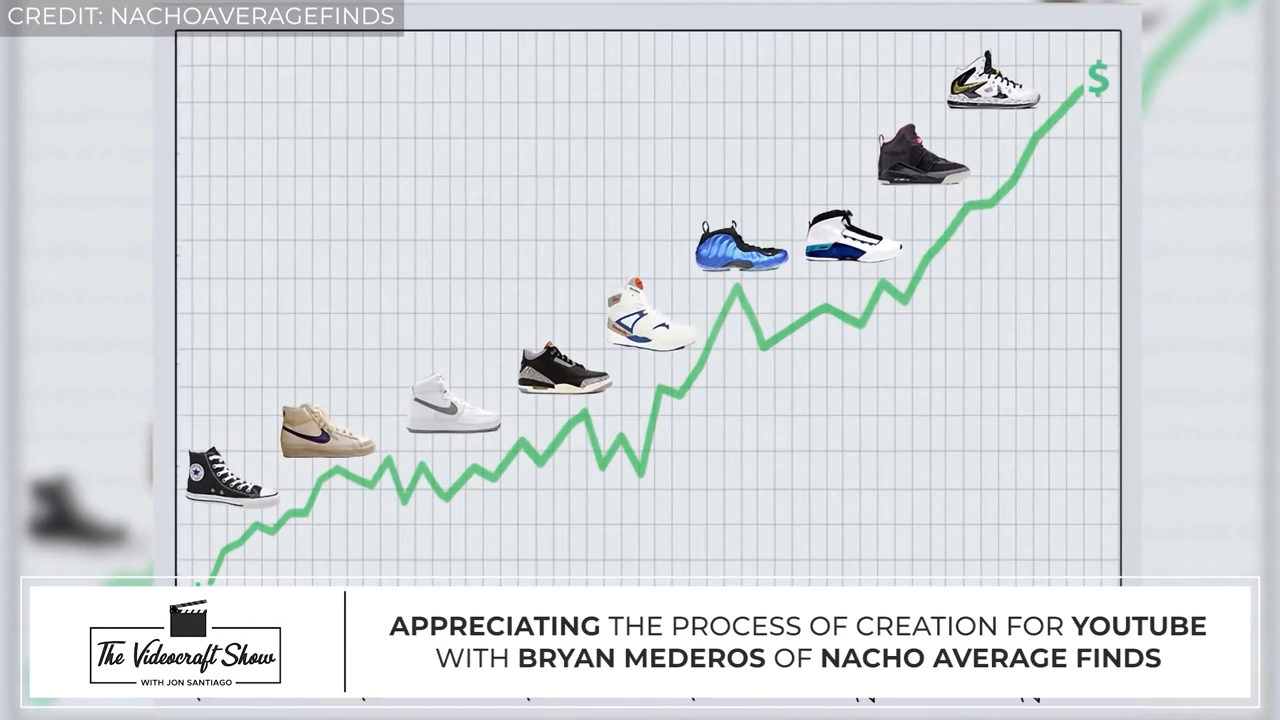 CREDIT: NACHOAVERAGEFINDS
$
The Videocraft Show
WITH JON SANTIAGO
APPRECIATING THE PROCESS OF CREATION FOR YOUTUBE
WITH BRYAN MEDEROS OF NACHO AVERAGE FINDS